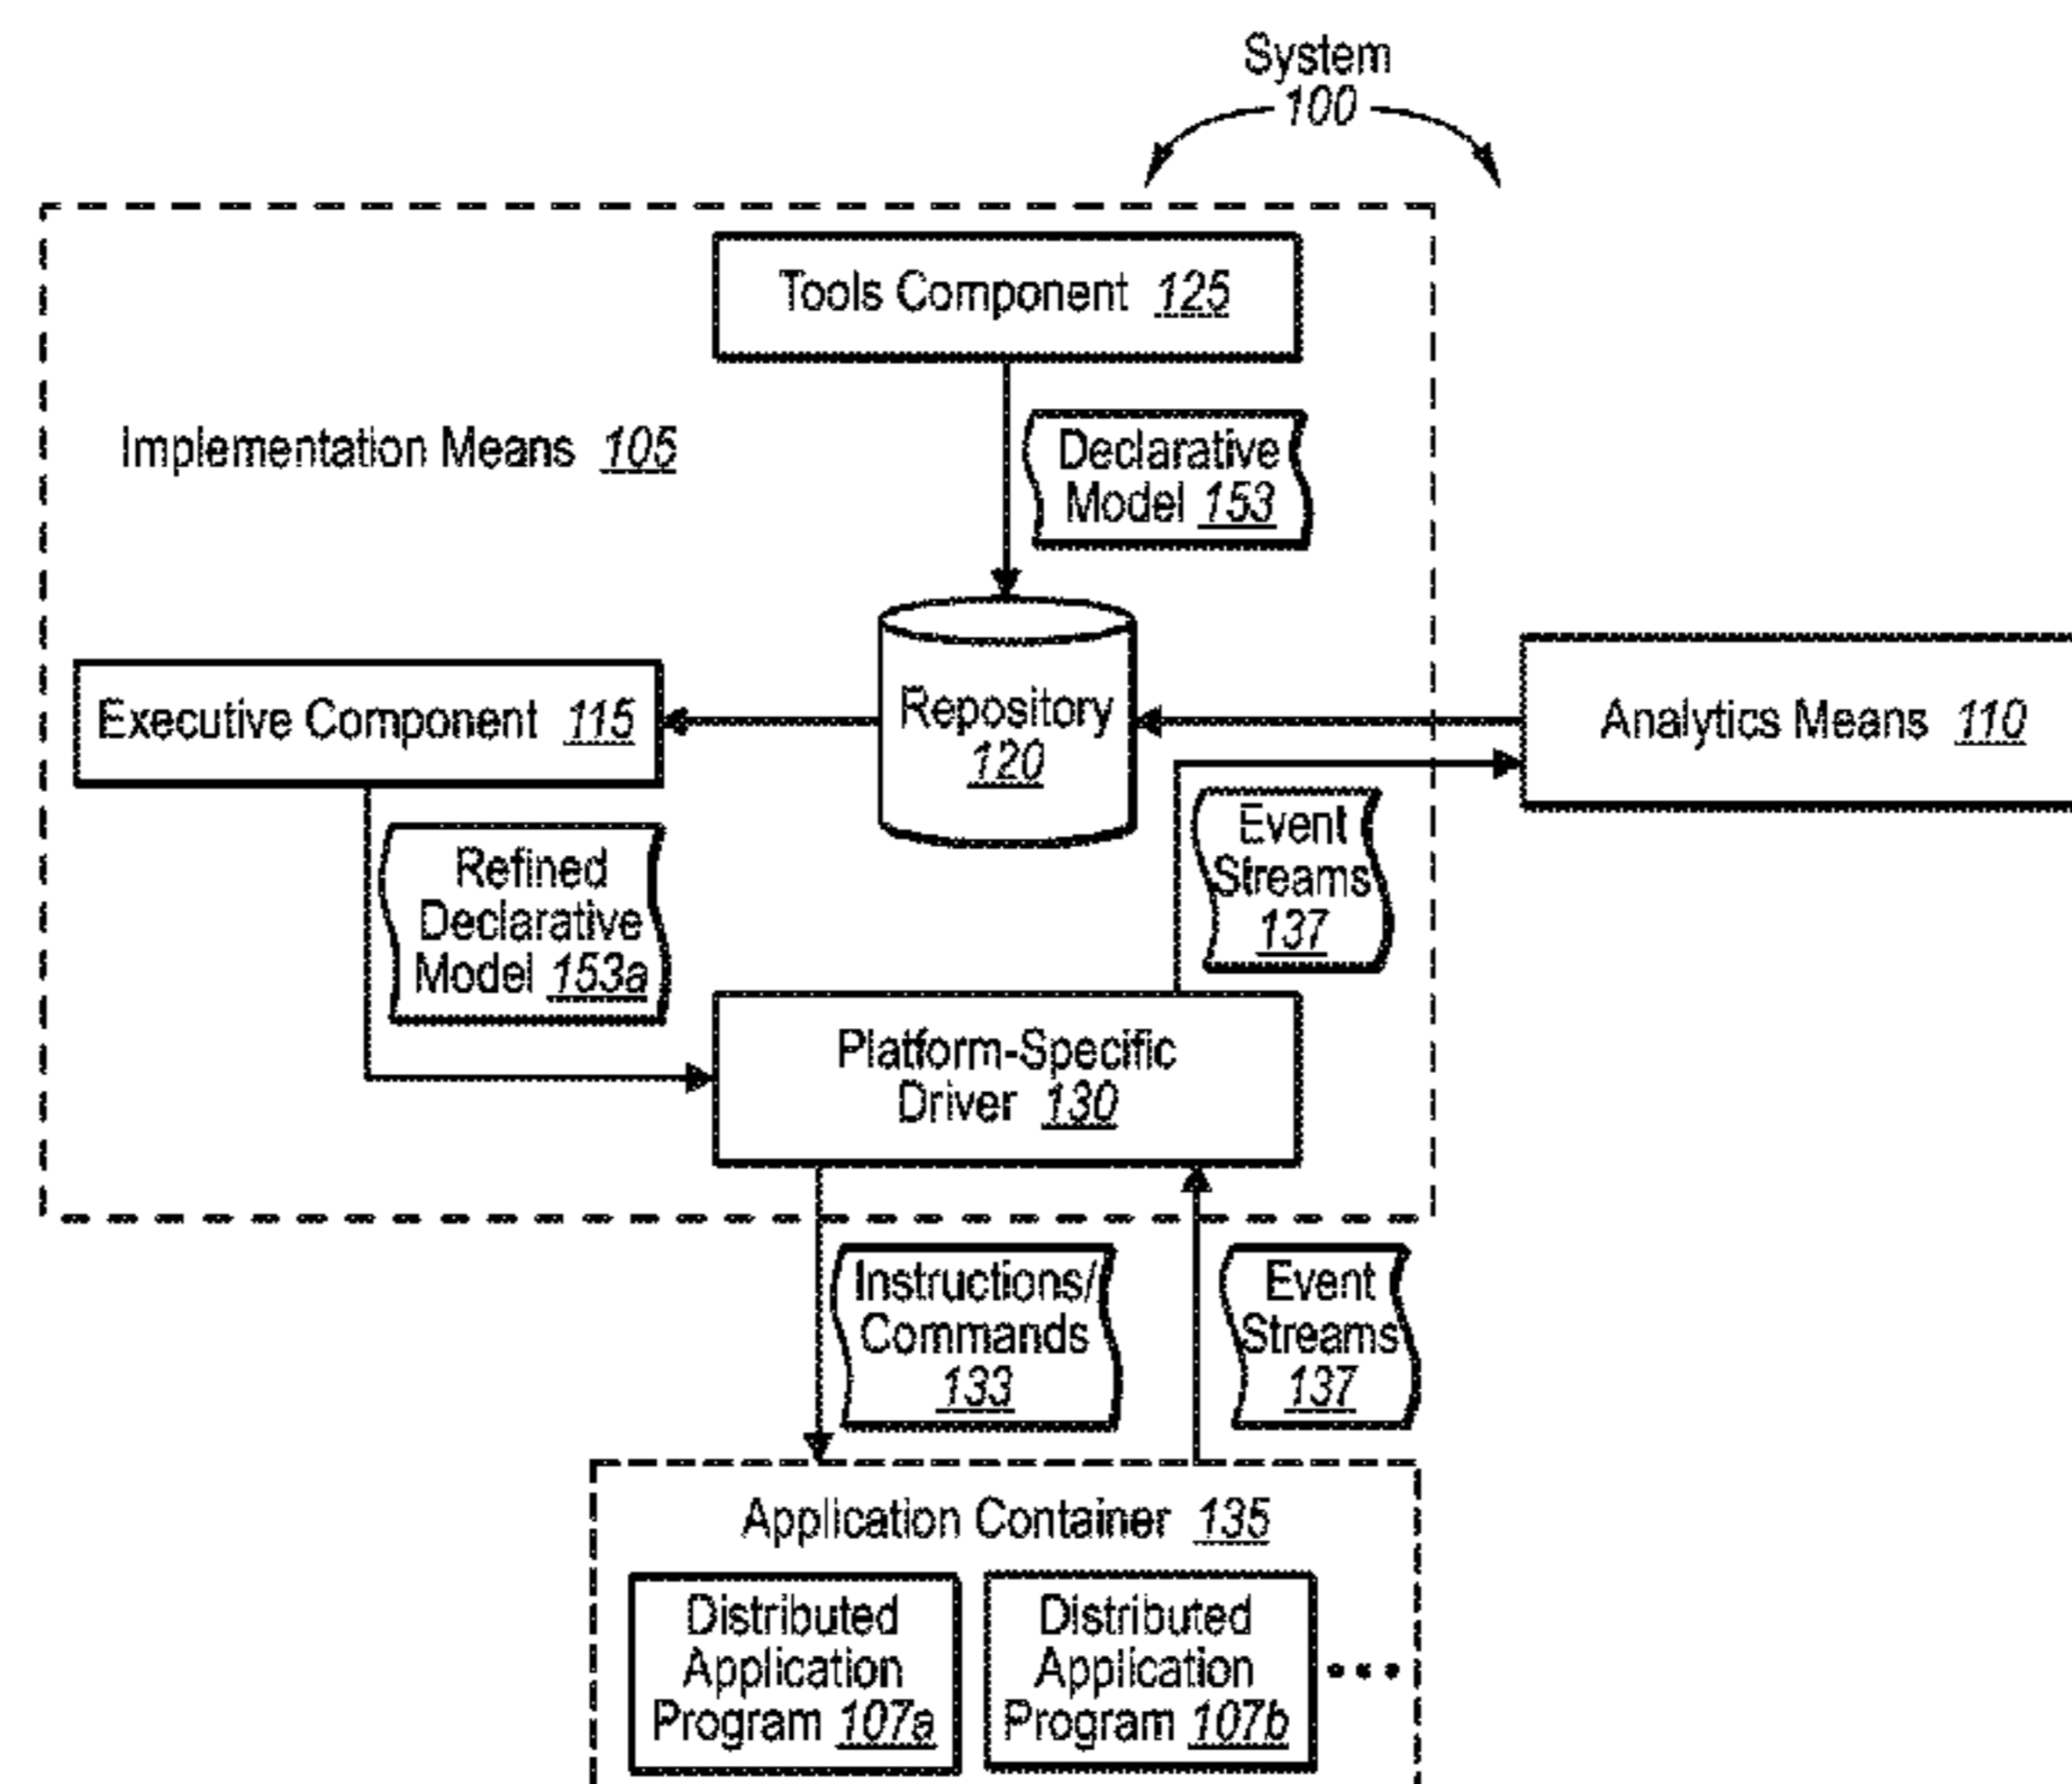 System
100
Tools Component 125
Implementation Means 105
Declarative
Model 153
Executive Component 115
Repository
120
Analytics Means 110
Refined
Declarative
Model 153a
Event
Streams
137
Platform-Specific
Driver 130
Instructions/
Commands
133
Event
Streams
137
Application Container 135
Distributed
Application
Program 107a
Distributed
Application
Program 107b
...